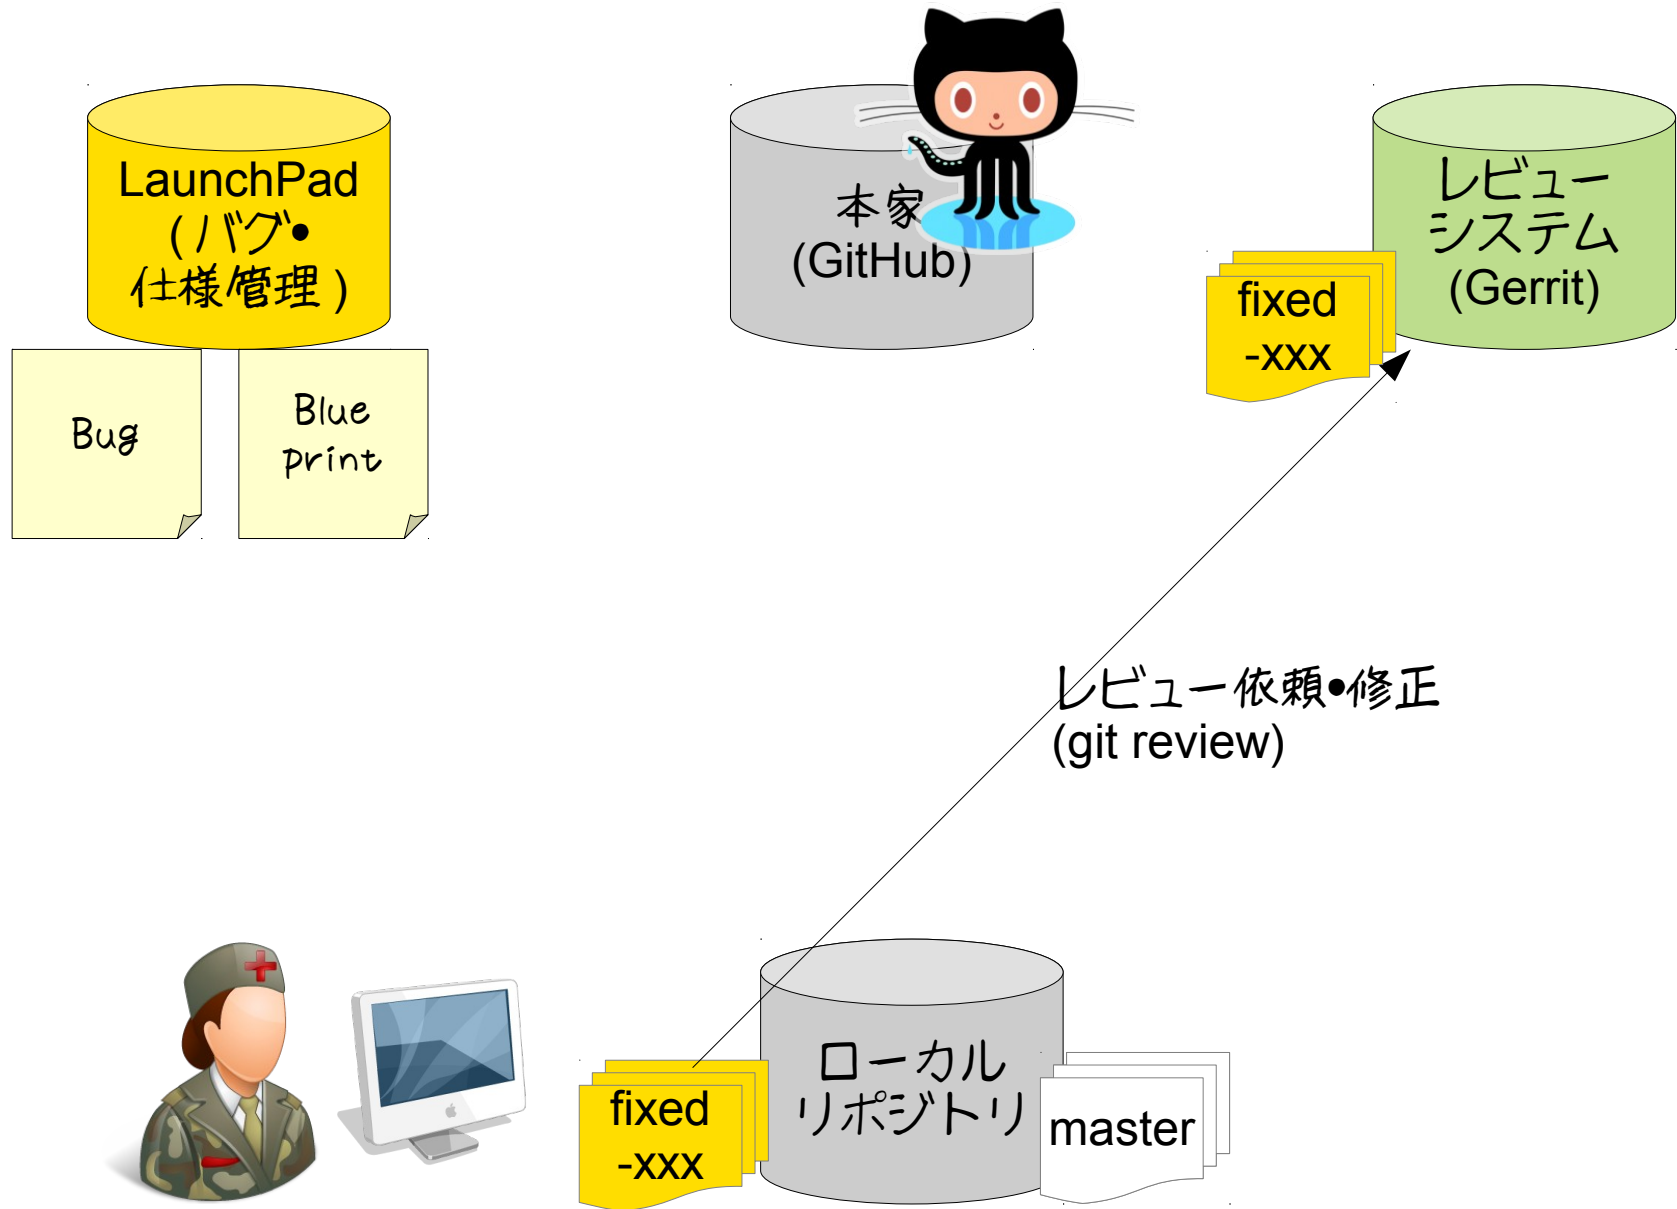 LaunchPad
(バグ•
仕様管理)
Bug
Blue
print
本家
(GitHub)
レビュー
システム
(Gerrit)
fixed
-xxx
レビュー依頼•修正
(git review)
fixed
-xxx
ローカル
リポジトリ
master